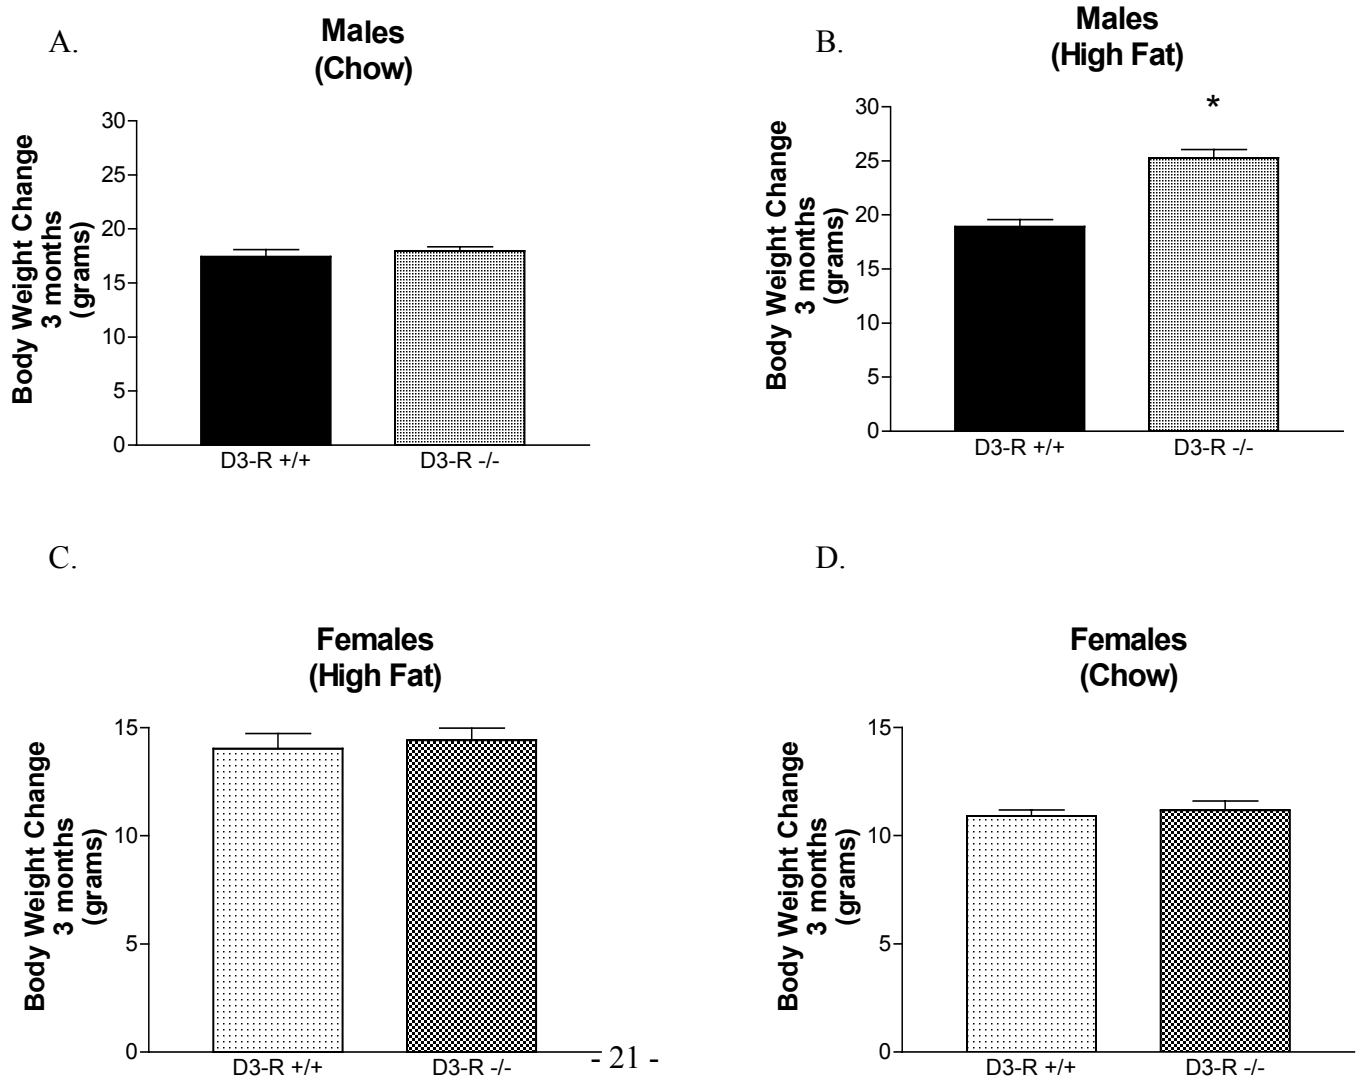 A.
Males
(Chow)
Body Weight Change
3 months
(grams)
30
25
20
15
10
5
0
D3-R +/+
D3-R -/-
B.
Males
(High Fat)
*
Body Weight Change
3 months
(grams)
30
25
20
15
10
5
0
D3-R +/+
D3-R -/-
C.
Females
(High Fat)
Body Weight Change
3 months
(grams)
15
10
5
0
D3-R +/+
D3-R -/-
D.
Females
(Chow)
Body Weight Change
3 months
(grams)
15
10
5
0
D3-R +/+
D3-R -/-
- 21 -